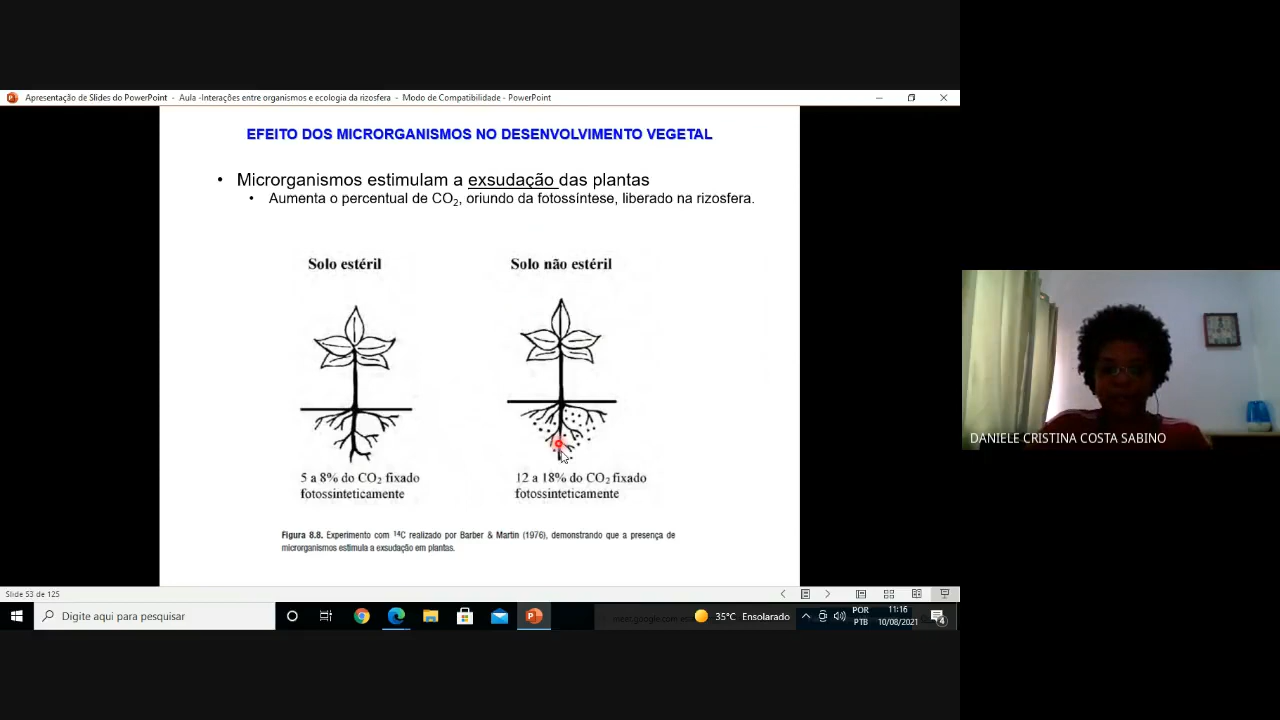 Apresentação de Slides do PowerPoint - Aula -Interações entre organismos e ecologia da rizosfera - Modo de Compatibilidade - PowerPoint
EFEITO DOS MICRORGANISMOS NO DESENVOLVIMENTO VEGETAL
• Microrganismos estimulam a exsudação das plantas
• Aumenta o percentual de CO₂, oriundo da fotossíntese, liberado na rizosfera.
Solo estéril
Solo não estéril
5 a 8% do CO₂ fixado
fotossinteticamente
12 a 18% do CO₂ fixado
fotossinteticamente
Figura 8.8. Experimento com ¹⁴C realizado por Barber & Martin (1976), demonstrando que a presença de
microrganismos estimula a exsudação em plantas.
DANIELE CRISTINA COSTA SABINO
Slide 53 de 125
Digite aqui para pesquisar
35°C Ensolarado
POR
PTB
11:16
10/08/2021
4